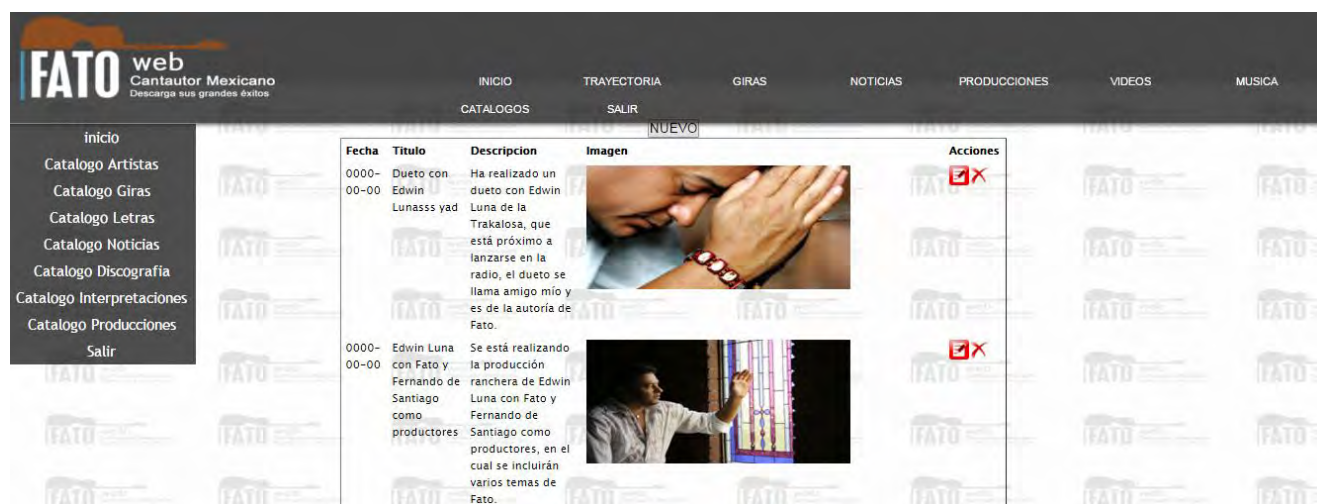 FATO web
Cantautor Mexicano
Descarga sus grandes éxitos
INICIO TRAYECTORIA GIRAS NOTICIAS PRODUCCIONES VIDEOS MUSICA
CATALOGOS SALIR
inicio
Catalogo Artistas
Catalogo Giras
Catalogo Letras
Catalogo Noticias
Catalogo Discografía
Catalogo Interpretaciones
Catalogo Producciones
Salir
NUEVO
Fecha Titulo Descripcion Imagen Acciones
0000-
00-00
Dueto con
Edwin
Lunasss yad
Ha realizado un
dueto con Edwin
Luna de la
Trakalosa, que
está próximo a
lanzarse en la
radio, el dueto se
llama amigo mío y
es de la autoría de
Fato.
0000-
00-00
Edwin Luna
con Fato y
Fernando de
Santiago
como
productores
Se está realizando
la producción
ranchera de Edwin
Luna con Fato y
Fernando de
Santiago como
productores, en el
cual se incluirán
varios temas de
Fato.